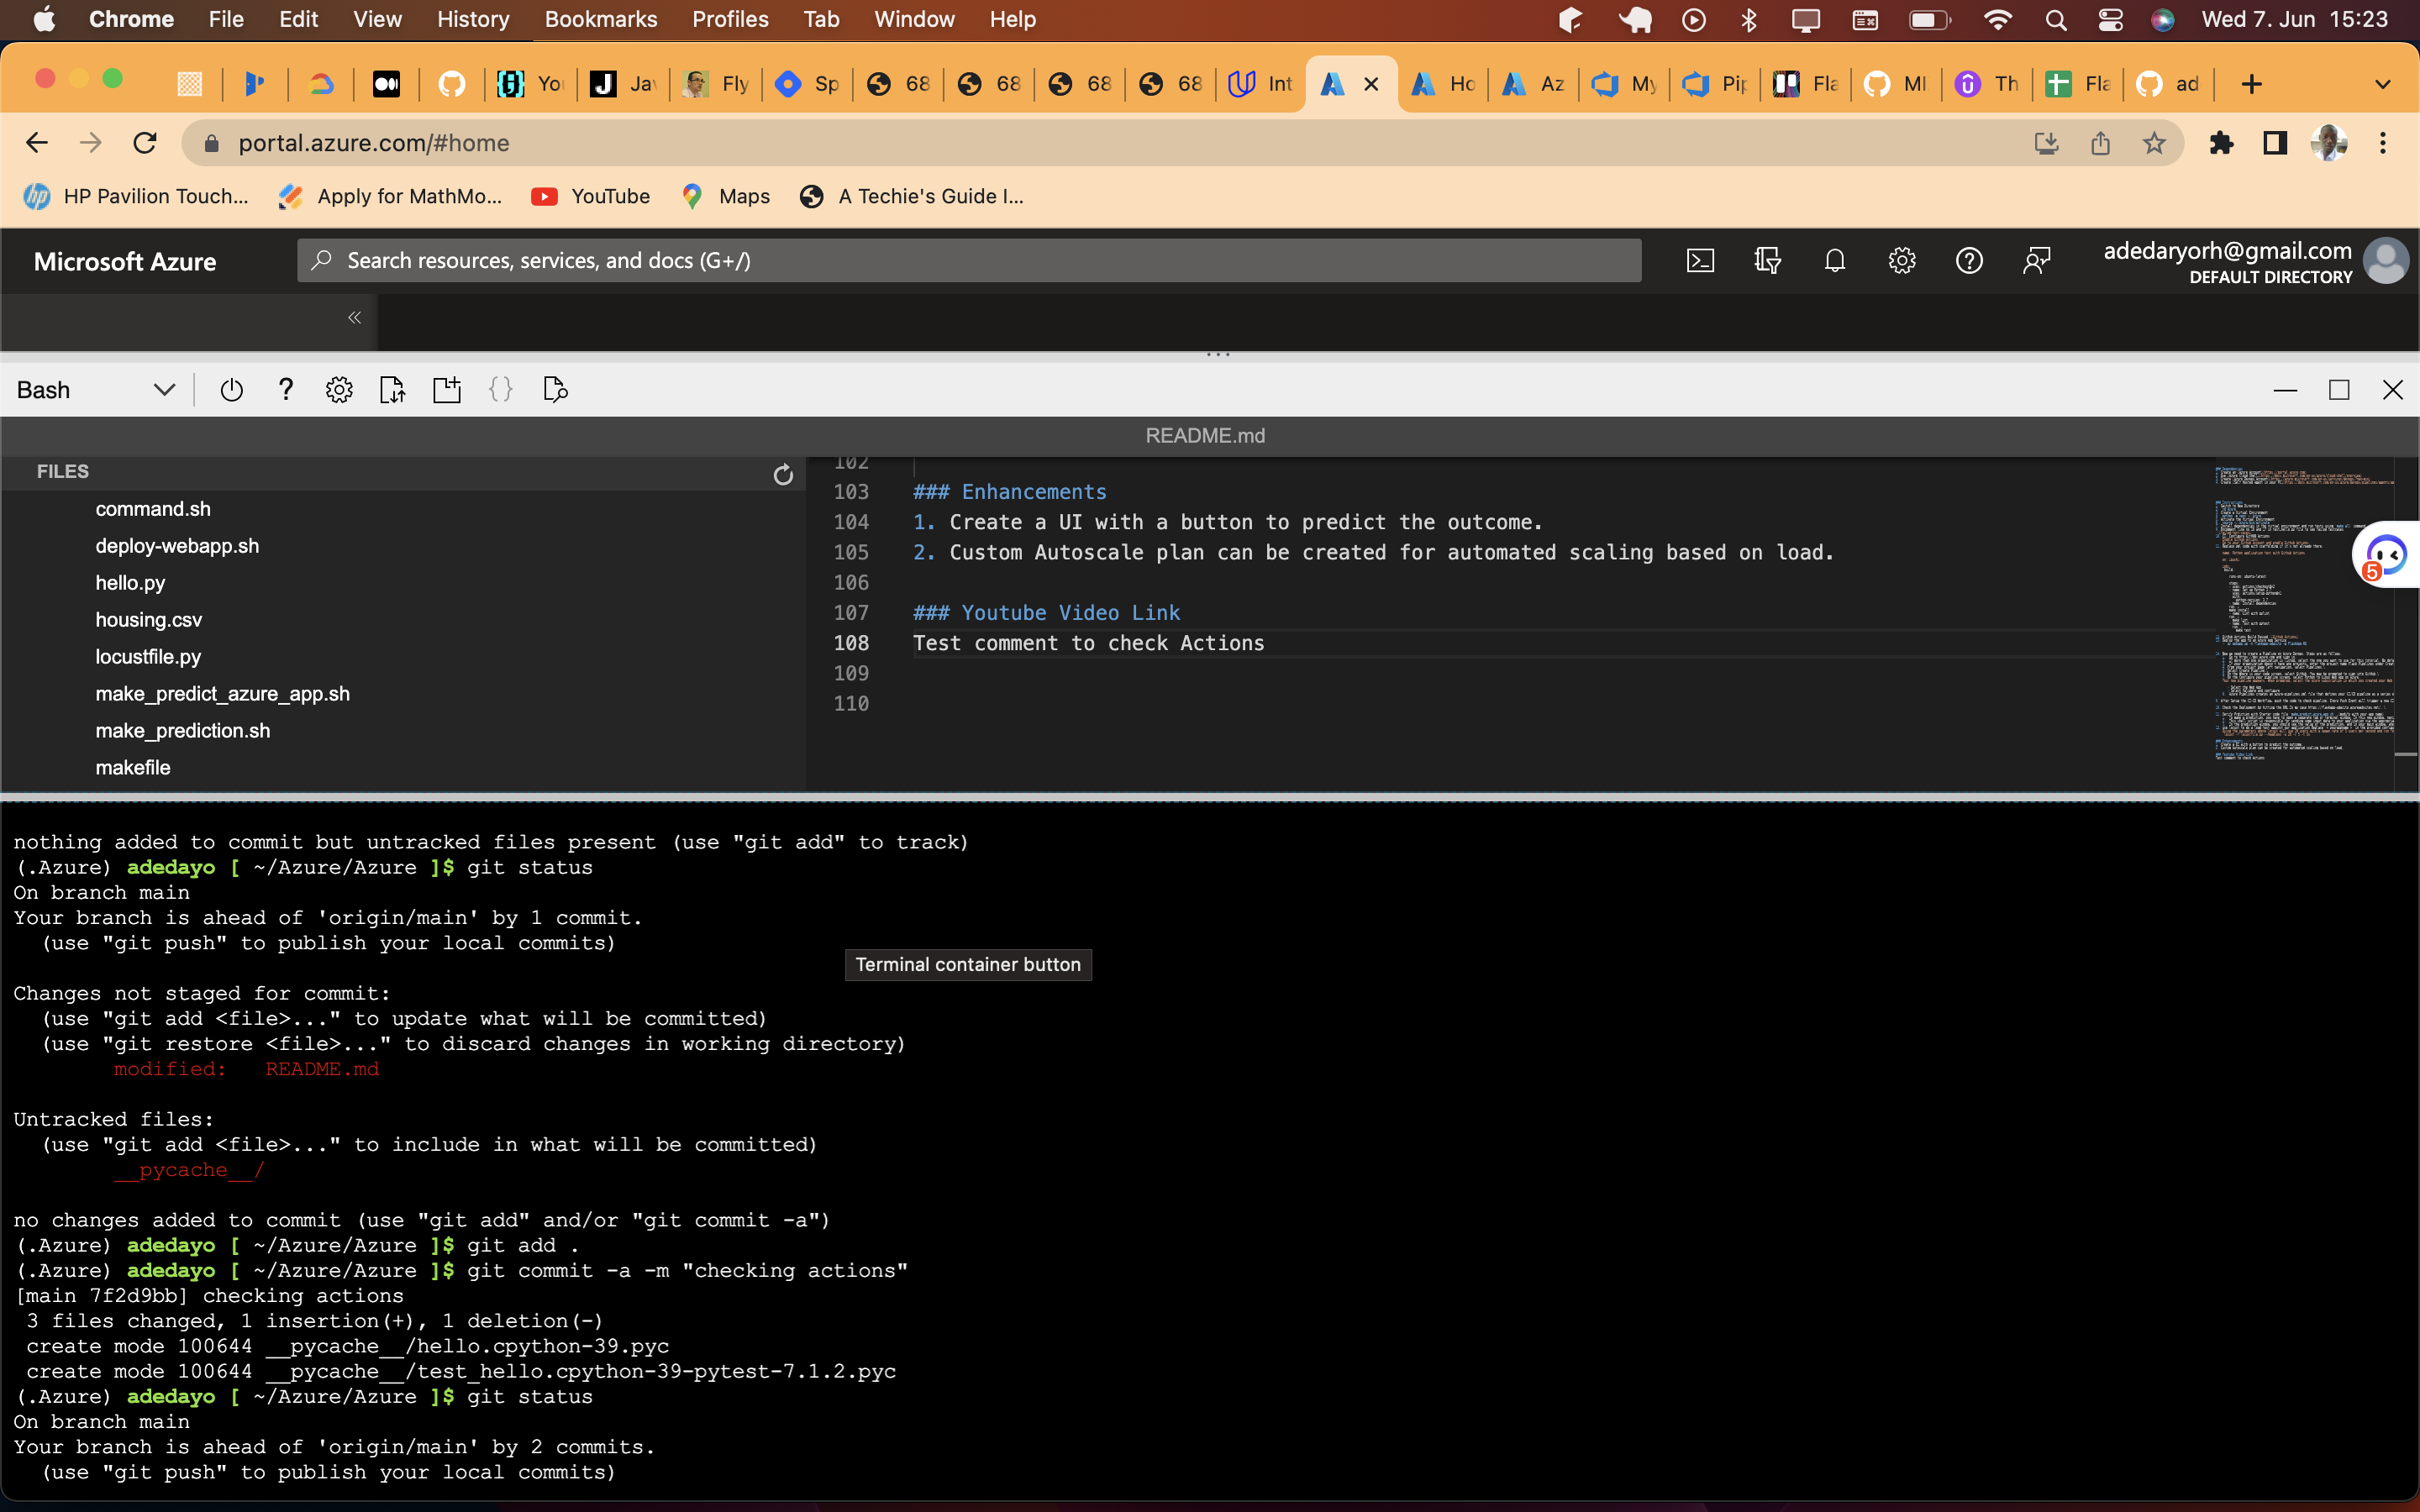 Chrome File Edit View History Bookmarks Profiles Tab Window Help Wed 7. Jun 15:23
You Jav Fly Sp 68 68 68 68 Int Ho Az My Pip Fla MI Th Fla ad
portal.azure.com/#home
HP Pavilion Touch... Apply for MathMo... YouTube Maps A Techie's Guide I...
Microsoft Azure Search resources, services, and docs (G+/) adedaryorh@gmail.com
DEFAULT DIRECTORY
Bash
README.md
FILES
command.sh
deploy-webapp.sh
hello.py
housing.csv
locustfile.py
make_predict_azure_app.sh
make_prediction.sh
makefile
102
103 ### Enhancements
104 1. Create a UI with a button to predict the outcome.
105 2. Custom Autoscale plan can be created for automated scaling based on load.
106
107 ### Youtube Video Link
108 Test comment to check Actions
109
110
5
nothing added to commit but untracked files present (use "git add" to track)
(.Azure) adedayo [ ~/Azure/Azure ]$ git status
On branch main
Your branch is ahead of 'origin/main' by 1 commit.
(use "git push" to publish your local commits)
Terminal container button
Changes not staged for commit:
(use "git add <file>..." to update what will be committed)
(use "git restore <file>..." to discard changes in working directory)
modified: README.md
Untracked files:
(use "git add <file>..." to include in what will be committed)
__pycache__/
no changes added to commit (use "git add" and/or "git commit -a")
(.Azure) adedayo [ ~/Azure/Azure ]$ git add .
(.Azure) adedayo [ ~/Azure/Azure ]$ git commit -a -m "checking actions"
[main 7f2d9bb] checking actions
3 files changed, 1 insertion(+), 1 deletion(-)
create mode 100644 __pycache__/hello.cpython-39.pyc
create mode 100644 __pycache__/test_hello.cpython-39-pytest-7.1.2.pyc
(.Azure) adedayo [ ~/Azure/Azure ]$ git status
On branch main
Your branch is ahead of 'origin/main' by 2 commits.
(use "git push" to publish your local commits)